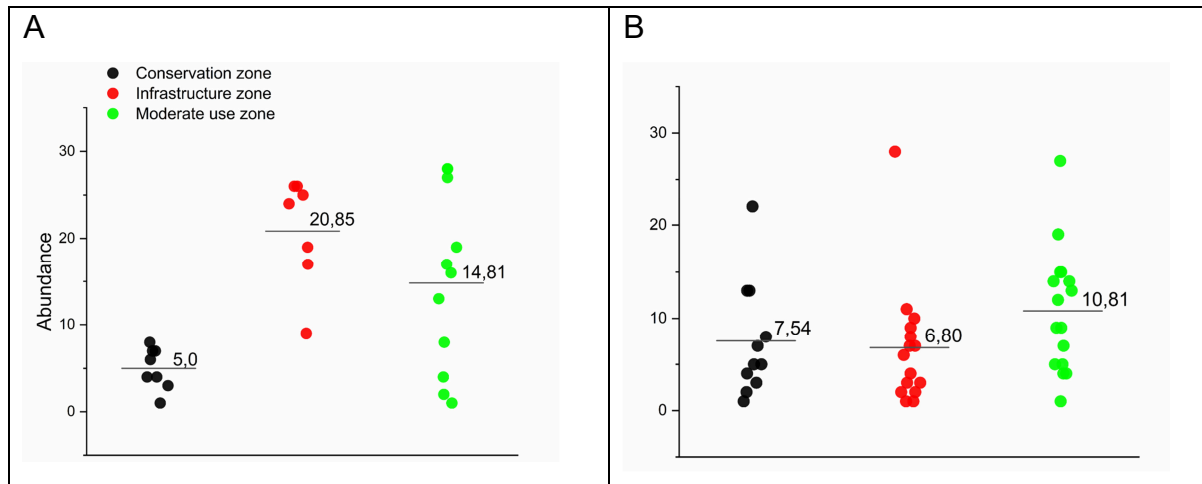 A
Conservation zone
Infrastructure zone
Moderate use zone
Abundance
30
20
10
0
20,85
14,81
5,0
B
30
20
10
0
7,54
6,80
10,81